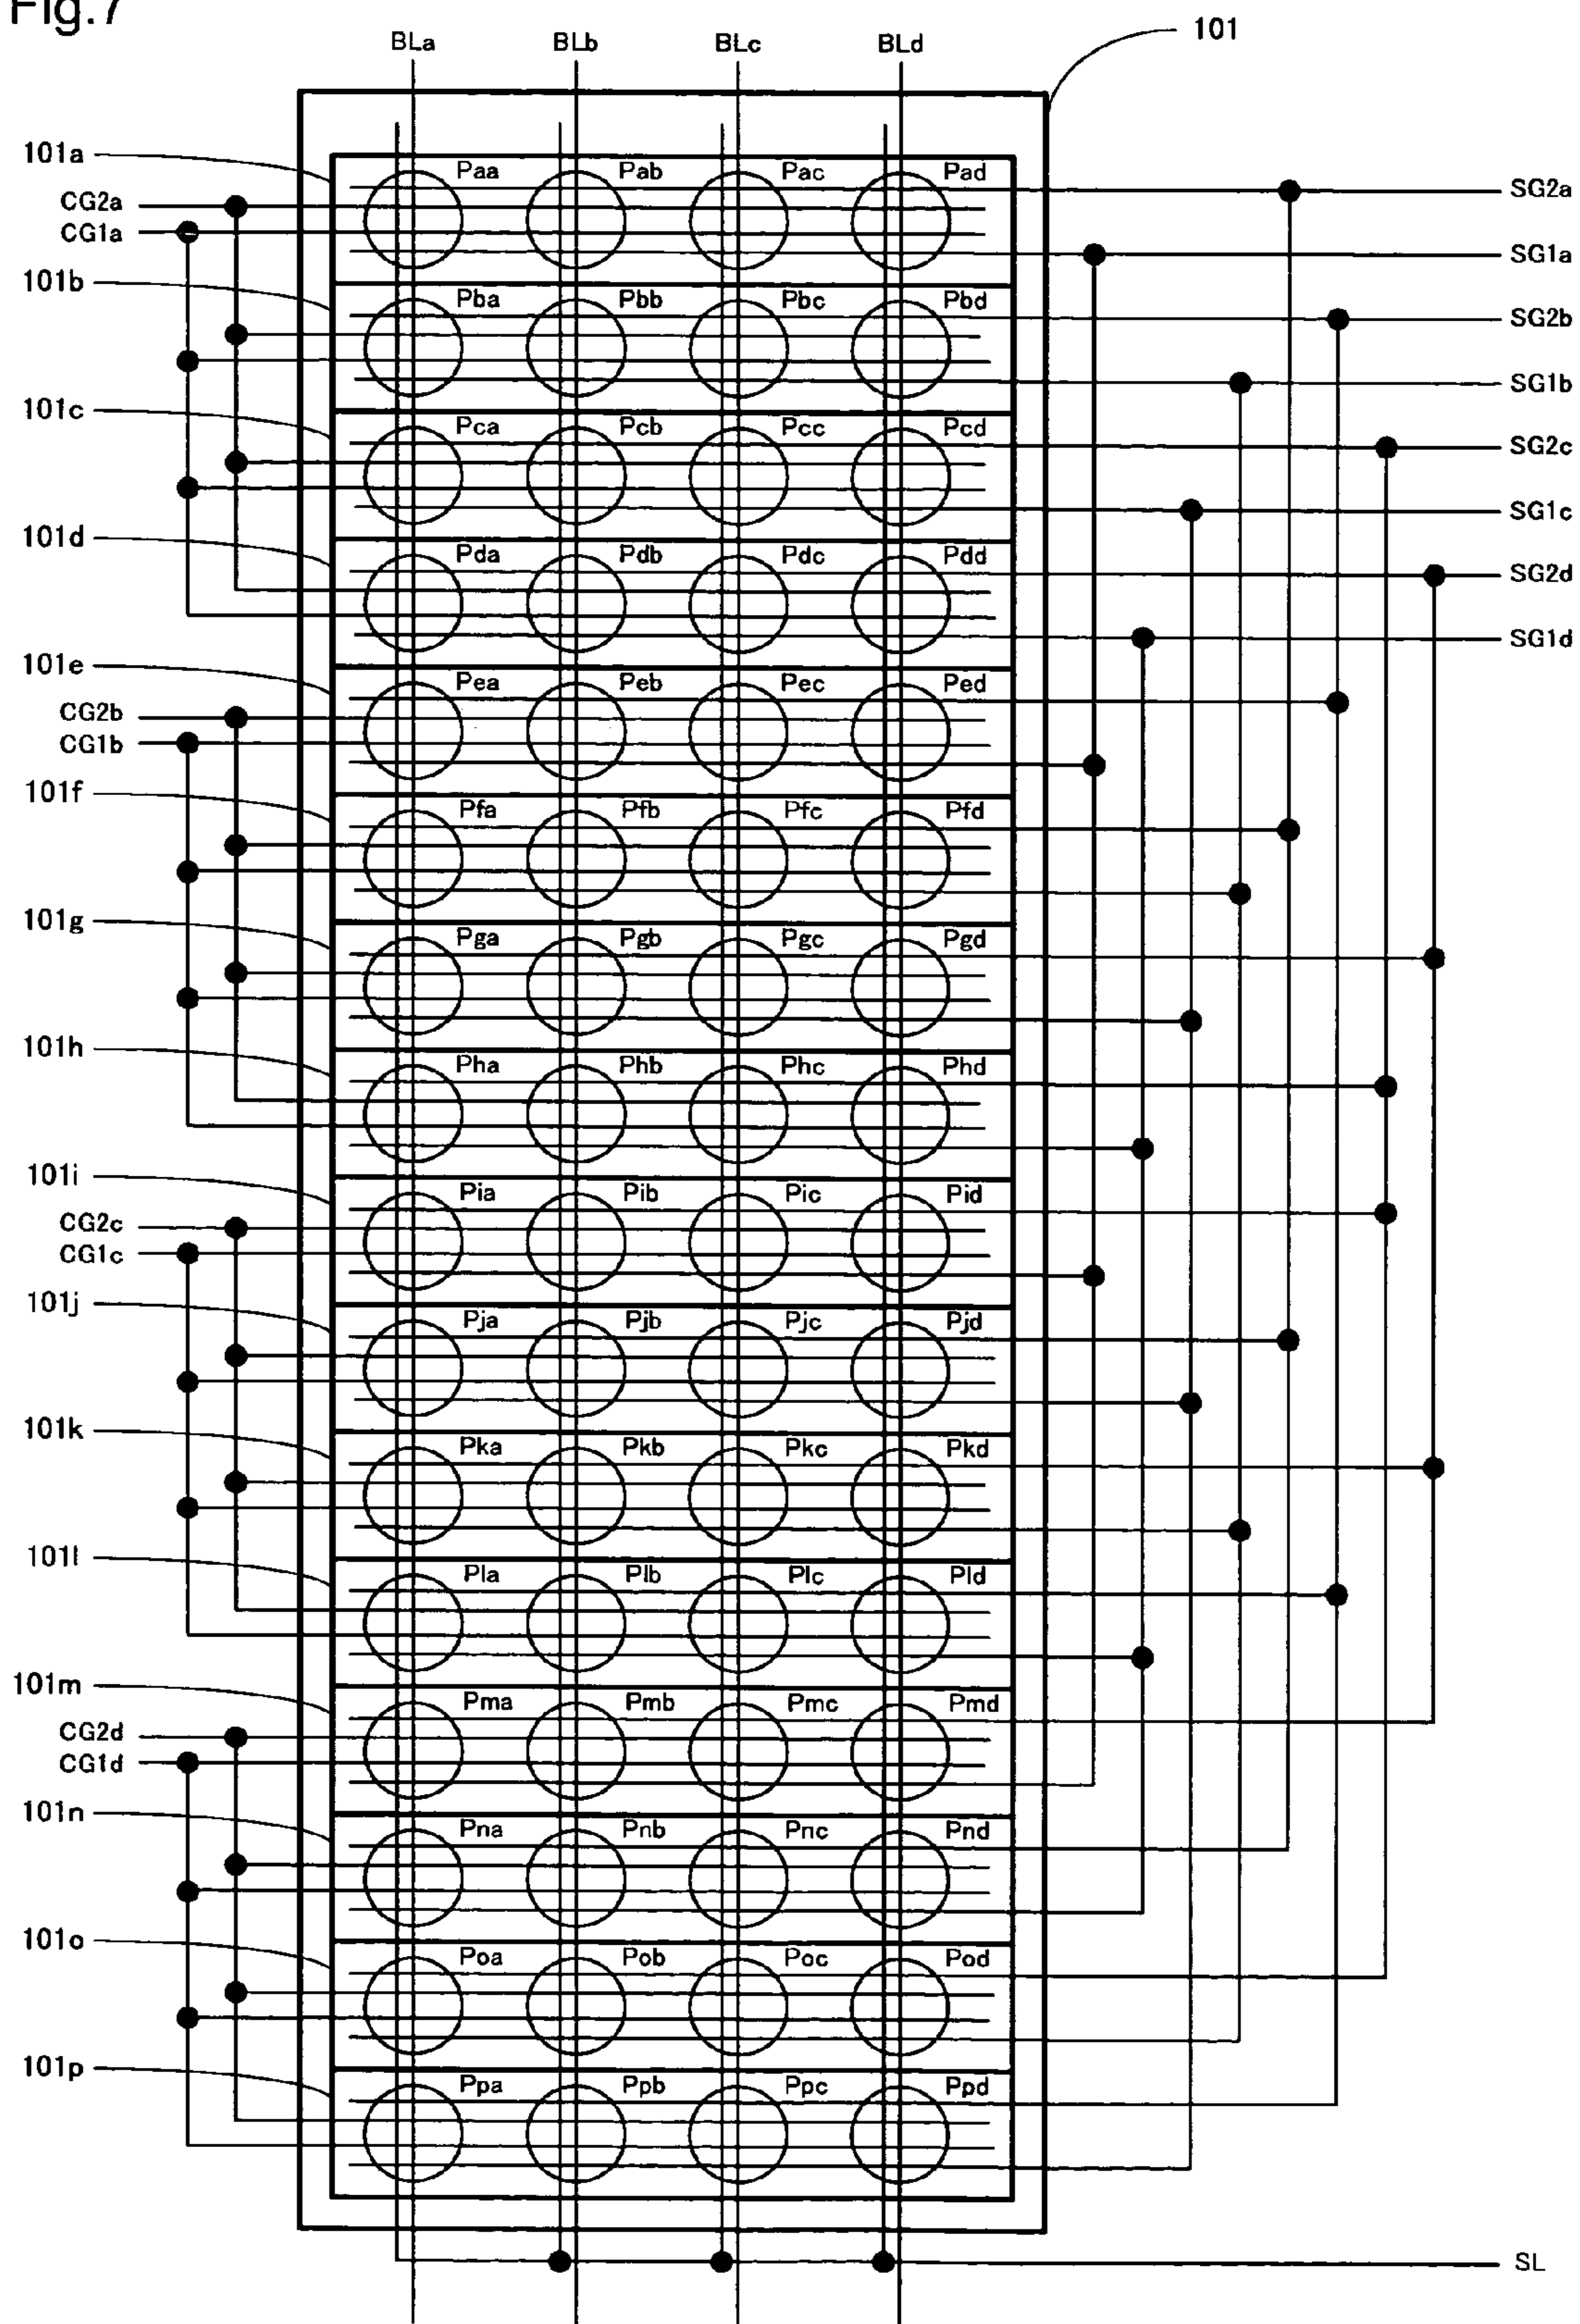 Fig.7
BLa BLb BLc BLd 101
101a Paa Pab Pac Pad
CG2a SG2a
CG1a SG1a
101b Pba Pbb Pbc Pbd SG2b
SG1b
101c Pca Pcb Pcc Pcd SG2c
SG1c
101d Pda Pdb Pdc Pdd SG2d
SG1d
101e Pea Peb Pec Ped
CG2b
CG1b
101f Pfa Pfb Pfc Pfd
101g Pga Pgb Pgc Pgd
101h Pha Phb Phc Phd
101i Pia Pib Pic Pid
CG2c
CG1c
101j Pja Pjb Pjc Pjd
101k Pka Pkb Pkc Pkd
101l Pla Plb Plc Pld
101m Pma Pmb Pmc Pmd
CG2d
CG1d
101n Pna Pnb Pnc Pnd
101o Poa Pob Poc Pod
101p Ppa Ppb Ppc Ppd
SL